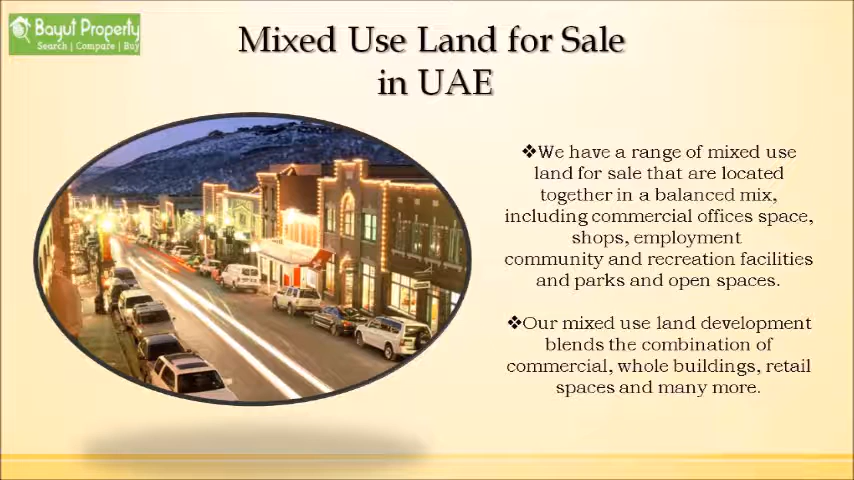 Bayut Property
Search | Compare | Buy
Mixed Use Land for Sale
in UAE
❖We have a range of mixed use
land for sale that are located
together in a balanced mix,
including commercial offices space,
shops, employment
community and recreation facilities
and parks and open spaces.
❖Our mixed use land development
blends the combination of
commercial, whole buildings, retail
spaces and many more.